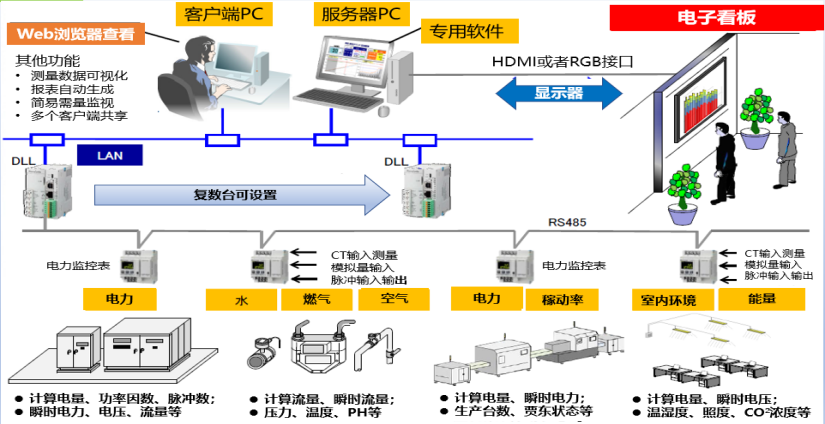 客户端PC
服务器PC
电子看板
Web浏览器查看
专用软件
其他功能
• 测量数据可视化
• 报表自动生成
• 简易需量监视
• 多个客户端共享
HDMI或者RGB接口
显示器
DLL
LAN
DLL
复数台可设置
RS485
电力监控表
CT输入测量
模拟量输入
脉冲输入输出
电力监控表
CT输入测量
模拟量输入
脉冲输入输出
电力
水
燃气
空气
电力
稼动率
室内环境
能量
● 计算电量、功率因数、脉冲数；
● 瞬时电力、电压、流量等
● 计算流量、瞬时流量；
● 压力、温度、PH等
● 计算电量、瞬时电力；
● 生产台数、贾东状态等
● 计算电量、瞬时电压；
● 温湿度、照度、CO²浓度等